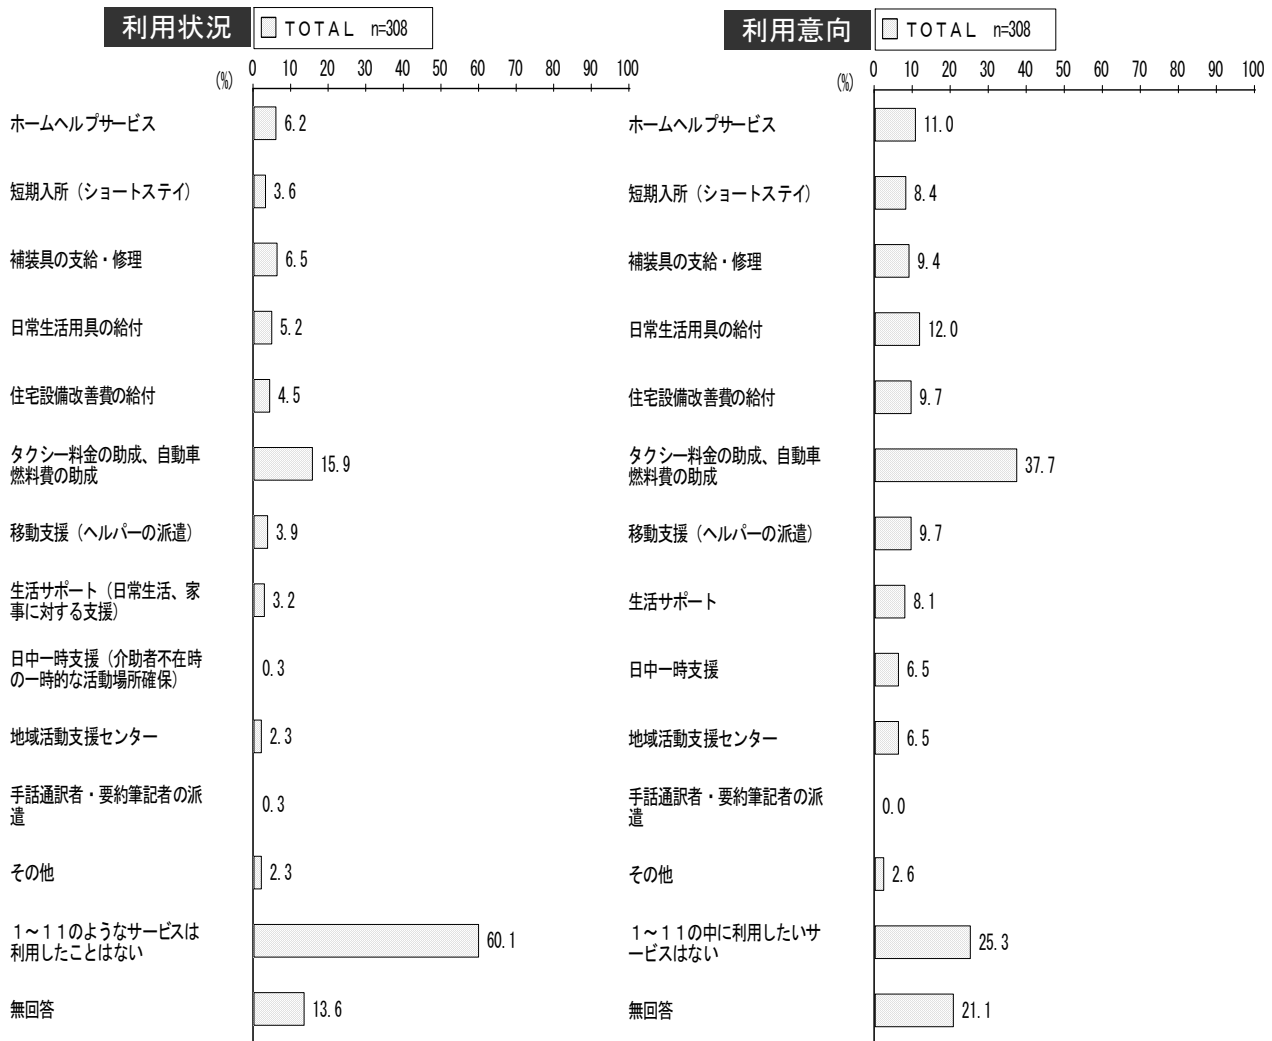 利用状況
TOTAL n=308
(%)
0 10 20 30 40 50 60 70 80 90 100
ホームヘルプサービス 6.2
短期入所（ショートステイ） 3.6
補装具の支給・修理 6.5
日常生活用具の給付 5.2
住宅設備改善費の給付 4.5
タクシー料金の助成、自動車
燃料費の助成 15.9
移動支援（ヘルパーの派遣） 3.9
生活サポート（日常生活、家
事に対する支援） 3.2
日中一時支援（介助者不在時
の一時的な活動場所確保） 0.3
地域活動支援センター 2.3
手話通訳者・要約筆記者の派
遣 0.3
その他 2.3
１～１１のようなサービスは
利用したことはない 60.1
無回答 13.6
利用意向
TOTAL n=308
(%)
0 10 20 30 40 50 60 70 80 90 100
ホームヘルプサービス 11.0
短期入所（ショートステイ） 8.4
補装具の支給・修理 9.4
日常生活用具の給付 12.0
住宅設備改善費の給付 9.7
タクシー料金の助成、自動車
燃料費の助成 37.7
移動支援（ヘルパーの派遣） 9.7
生活サポート 8.1
日中一時支援 6.5
地域活動支援センター 6.5
手話通訳者・要約筆記者の派
遣 0.0
その他 2.6
１～１１の中に利用したいサ
ービスはない 25.3
無回答 21.1